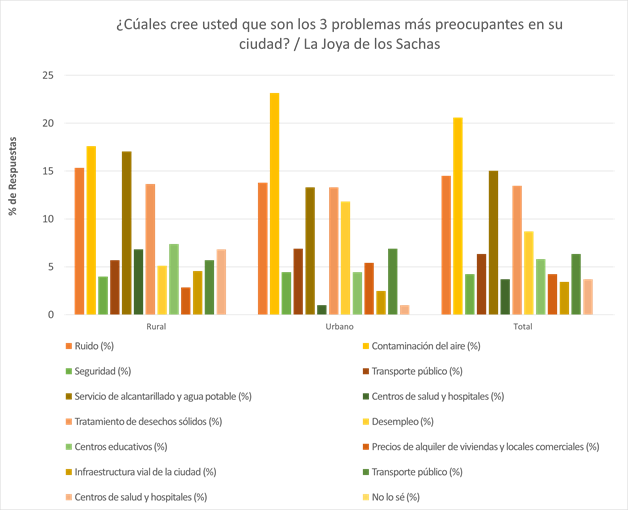 ¿Cúales cree usted que son los 3 problemas más preocupantes en su
ciudad? / La Joya de los Sachas
% de Respuestas
25
20
15
10
5
0
Rural
Urbano
Total
Ruido (%)
Contaminación del aire (%)
Seguridad (%)
Transporte público (%)
Servicio de alcantarillado y agua potable (%)
Centros de salud y hospitales (%)
Tratamiento de desechos sólidos (%)
Desempleo (%)
Centros educativos (%)
Precios de alquiler de viviendas y locales comerciales (%)
Infraestructura vial de la ciudad (%)
Transporte público (%)
Centros de salud y hospitales (%)
No lo sé (%)